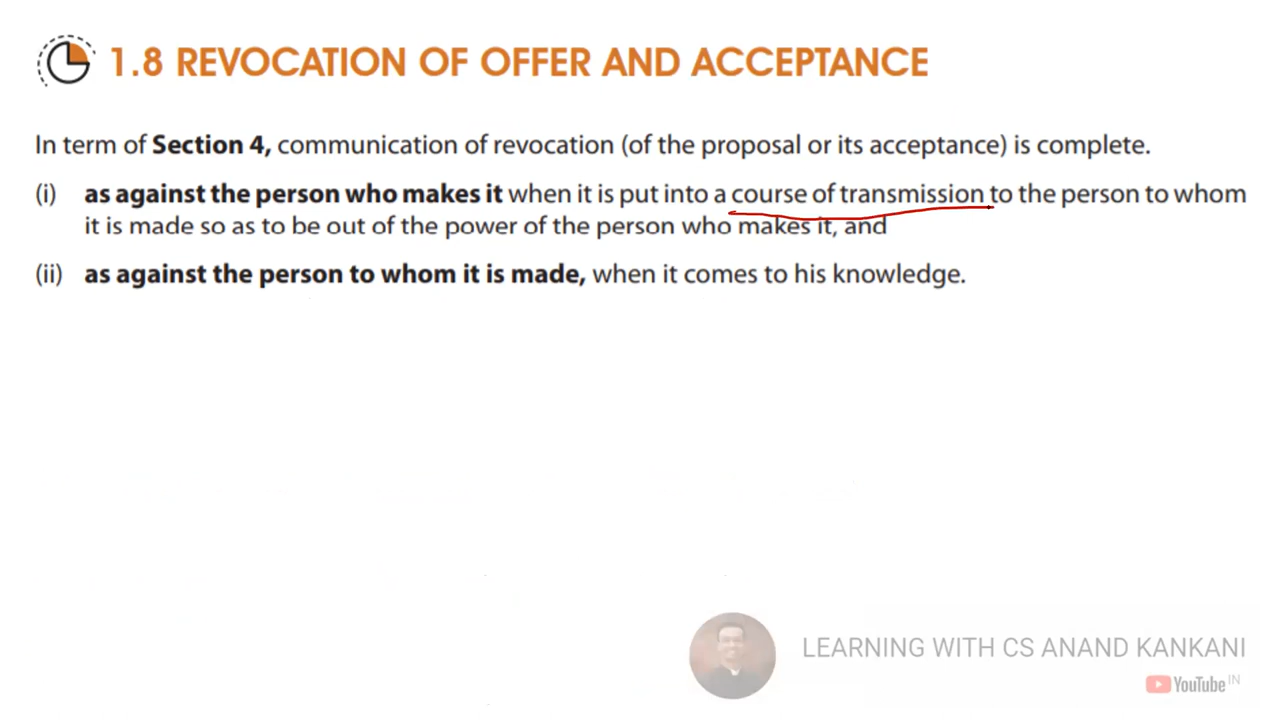 1.8 REVOCATION OF OFFER AND ACCEPTANCE
In term of Section 4, communication of revocation (of the proposal or its acceptance) is complete.
(i) as against the person who makes it when it is put into a course of transmission to the person to whom
it is made so as to be out of the power of the person who makes it, and
(ii) as against the person to whom it is made, when it comes to his knowledge.
LEARNING WITH CS ANAND KANKANI
YouTube IN